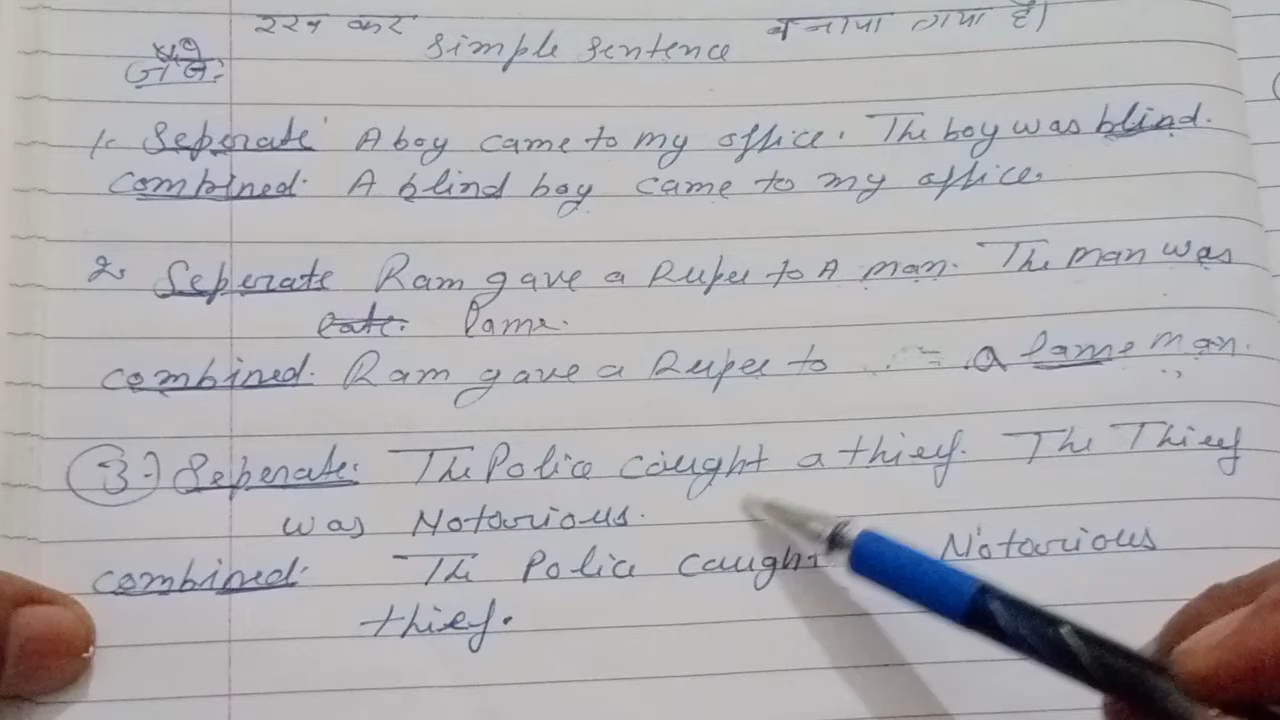 रख कर simple sentence बनाया गया है।
1:- Seperate: A boy came to my office. The boy was blind.
combined: A blind boy came to my office.
2. Seperate Ram gave a Rupee to A man. The man was
Lame.
combined. Ram gave a Rupee to a lame man.
3:- Seperate: The Police caught a thief. The Thief
was Notorious.
combined: The Police caught Notorious
thief.